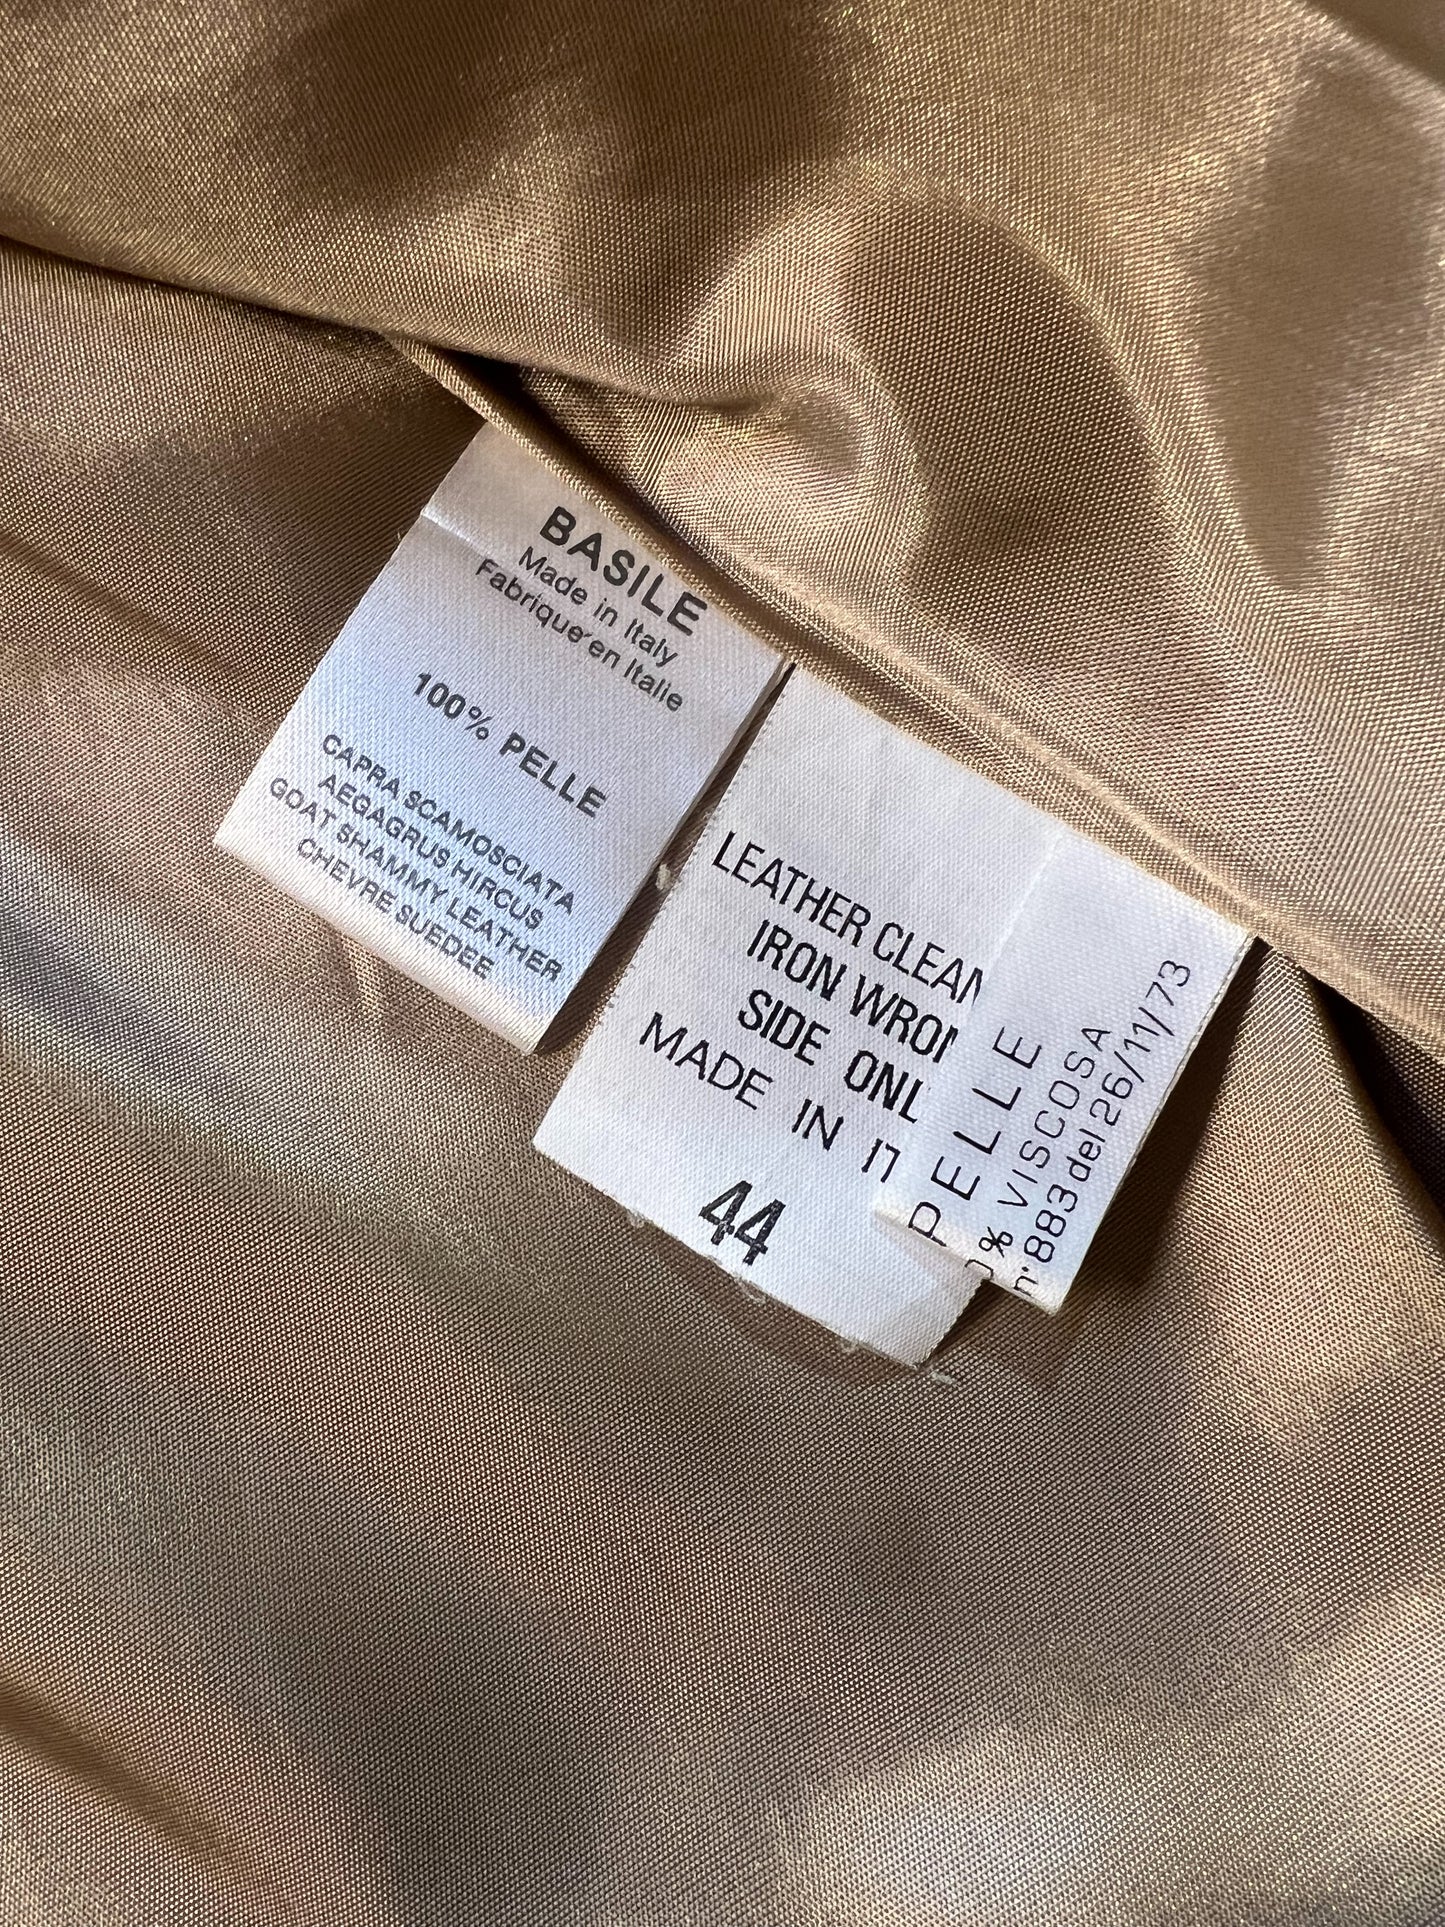 BASILE
Made in Italy
Fabrique en Italie
100% PELLE
CAPRA SCAMOSCIATA
AEGAGRUS HIRCUS
GOAT SHAMMY LEATHER
CHEVRE SUEDEE
LEATHER CLEAN
IRON WRON
SIDE ONL
MADE IN IT
44
PELLE
0% VISCOSA
n° 883 del 26/11/73